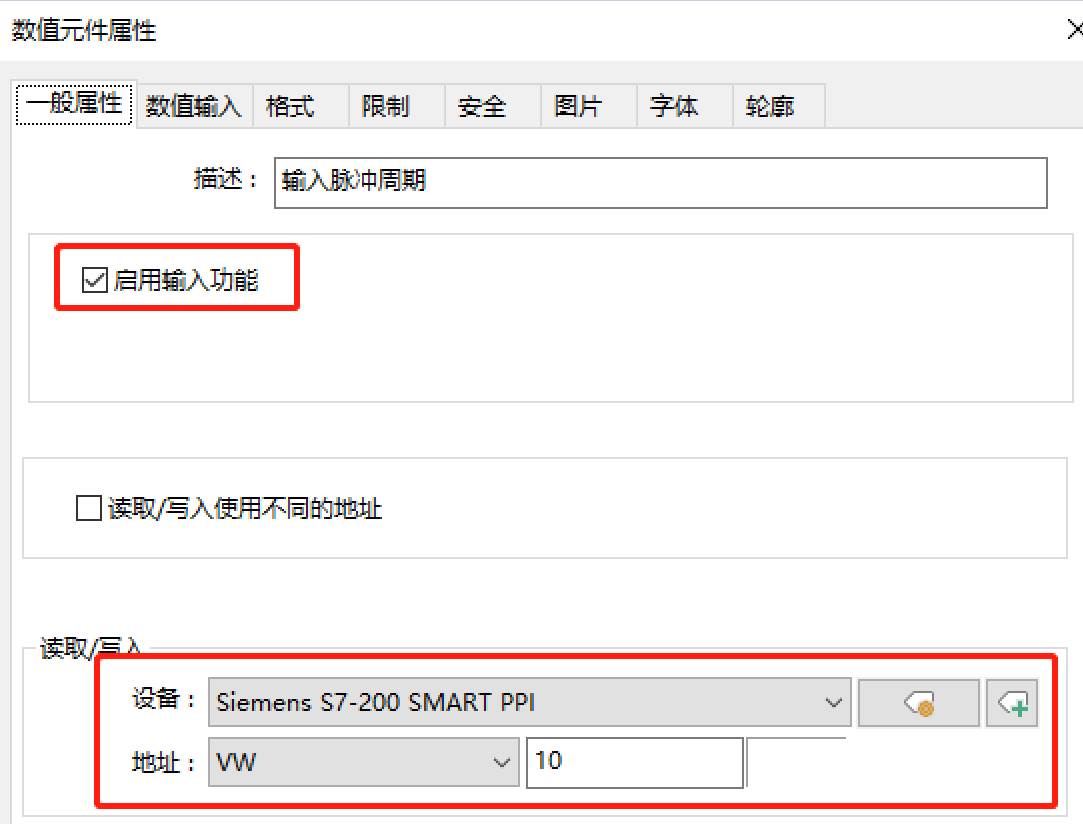 数值元件属性
一般属性 数值输入 格式 限制 安全 图片 字体 轮廓
描述： 输入脉冲周期
启用输入功能
读取/写入使用不同的地址
读取/写入
设备： Siemens S7-200 SMART PPI
地址： VW 10